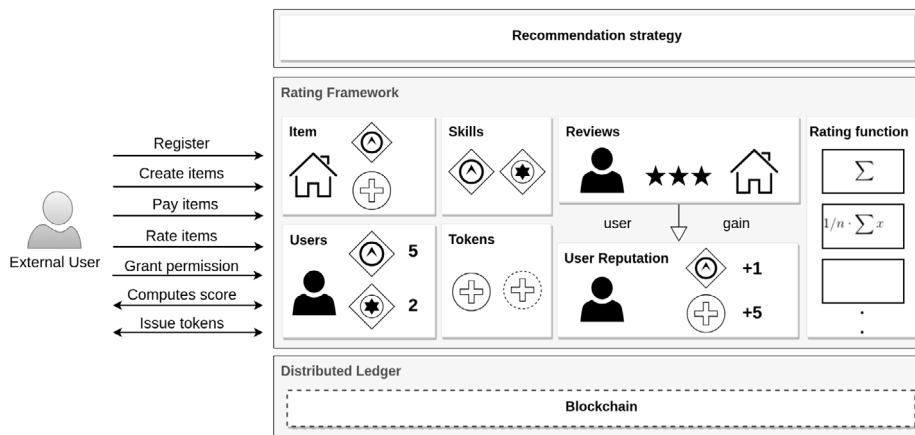 Recommendation strategy
Rating Framework
Register
Create items
Pay items
Rate items
Grant permission
Computes score
Issue tokens
External User
Item
Skills
Reviews
Rating function
∑
1/n · ∑ x
user
gain
Users
5
2
Tokens
User Reputation
+1
+5
Distributed Ledger
Blockchain